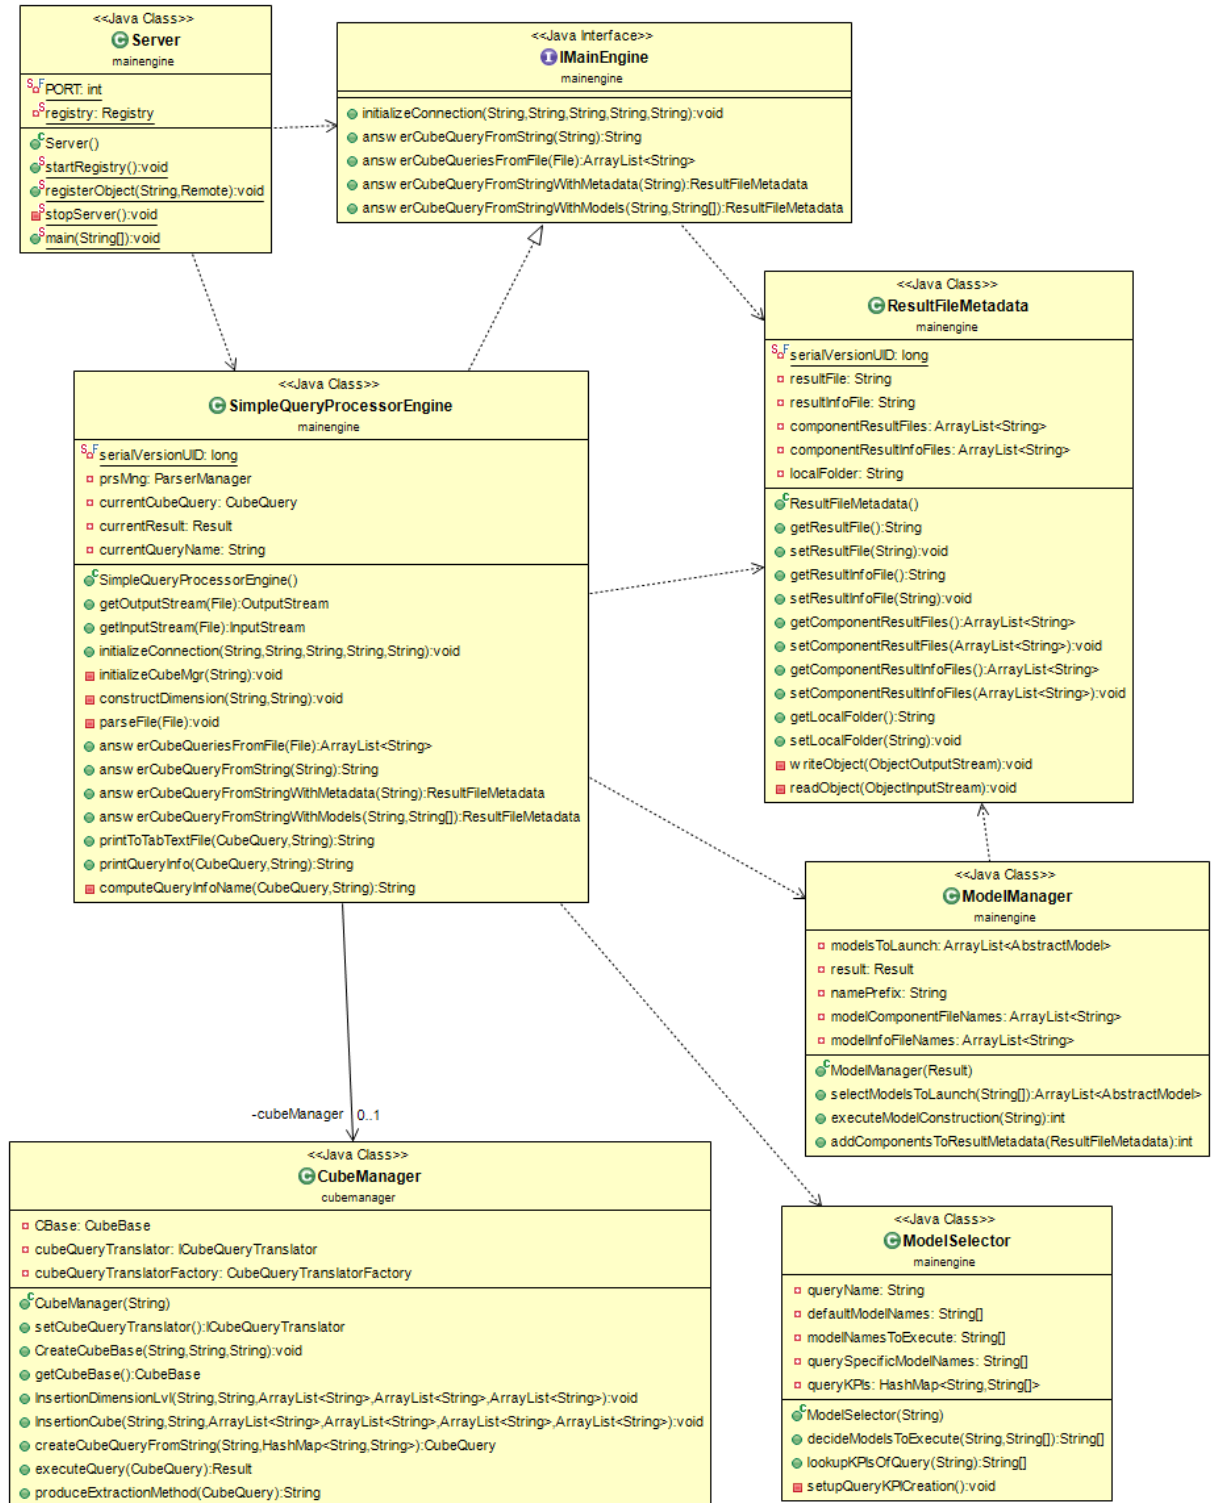 <<Java Class>>
Server
mainengine
PORT: int
registry: Registry
Server()
startRegistry():void
registerObject(String,Remote):void
stopServer():void
main(String[]):void
<<Java Interface>>
IMainEngine
mainengine
initializeConnection(String,String,String,String,String):void
answerCubeQueryFromString(String):String
answerCubeQueriesFromFile(File):ArrayList<String>
answerCubeQueryFromStringWithMetadata(String):ResultFileMetadata
answerCubeQueryFromStringWithModels(String,String[]):ResultFileMetadata
<<Java Class>>
ResultFileMetadata
mainengine
serialVersionUID: long
resultFile: String
resultInfoFile: String
componentResultFiles: ArrayList<String>
componentResultInfoFiles: ArrayList<String>
localFolder: String
ResultFileMetadata()
getResultFile():String
setResultFile(String):void
getResultInfoFile():String
setResultInfoFile(String):void
getComponentResultFiles():ArrayList<String>
setComponentResultFiles(ArrayList<String>):void
getComponentResultInfoFiles():ArrayList<String>
setComponentResultInfoFiles(ArrayList<String>):void
getLocalFolder():String
setLocalFolder(String):void
writeObject(ObjectOutputStream):void
readObject(ObjectInputStream):void
<<Java Class>>
SimpleQueryProcessorEngine
mainengine
serialVersionUID: long
prsMng: ParserManager
currentCubeQuery: CubeQuery
currentResult: Result
currentQueryName: String
SimpleQueryProcessorEngine()
getOutputStream(File):OutputStream
getInputStream(File):InputStream
initializeConnection(String,String,String,String,String):void
initializeCubeMgr(String):void
constructDimension(String,String):void
parseFile(File):void
answerCubeQueriesFromFile(File):ArrayList<String>
answerCubeQueryFromString(String):String
answerCubeQueryFromStringWithMetadata(String):ResultFileMetadata
answerCubeQueryFromStringWithModels(String,String[]):ResultFileMetadata
printToTabTextFile(CubeQuery,String):String
printQueryInfo(CubeQuery,String):String
computeQueryInfoName(CubeQuery,String):String
<<Java Class>>
ModelManager
mainengine
modelsToLaunch: ArrayList<AbstractModel>
result: Result
namePrefix: String
modelComponentFileNames: ArrayList<String>
modelInfoFileNames: ArrayList<String>
ModelManager(Result)
selectModelsToLaunch(String[]):ArrayList<AbstractModel>
executeModelConstruction(String):int
addComponentsToResultMetadata(ResultFileMetadata):int
-cubeManager 0..1
<<Java Class>>
CubeManager
cubemanager
CBase: CubeBase
cubeQueryTranslator: ICubeQueryTranslator
cubeQueryTranslatorFactory: CubeQueryTranslatorFactory
CubeManager(String)
setCubeQueryTranslator():ICubeQueryTranslator
CreateCubeBase(String,String,String):void
getCubeBase():CubeBase
InsertionDimensionLvl(String,String,ArrayList<String>,ArrayList<String>,ArrayList<String>):void
InsertionCube(String,String,ArrayList<String>,ArrayList<String>,ArrayList<String>,ArrayList<String>):void
createCubeQueryFromString(String,HashMap<String,String>):CubeQuery
executeQuery(CubeQuery):Result
produceExtractionMethod(CubeQuery):String
<<Java Class>>
ModelSelector
mainengine
queryName: String
defaultModelNames: String[]
modelNamesToExecute: String[]
querySpecificModelNames: String[]
queryKPIs: HashMap<String,String[]>
ModelSelector(String)
decideModelsToExecute(String,String[]):String[]
lookupKPIsOfQuery(String):String[]
setupQueryKPICreation():void